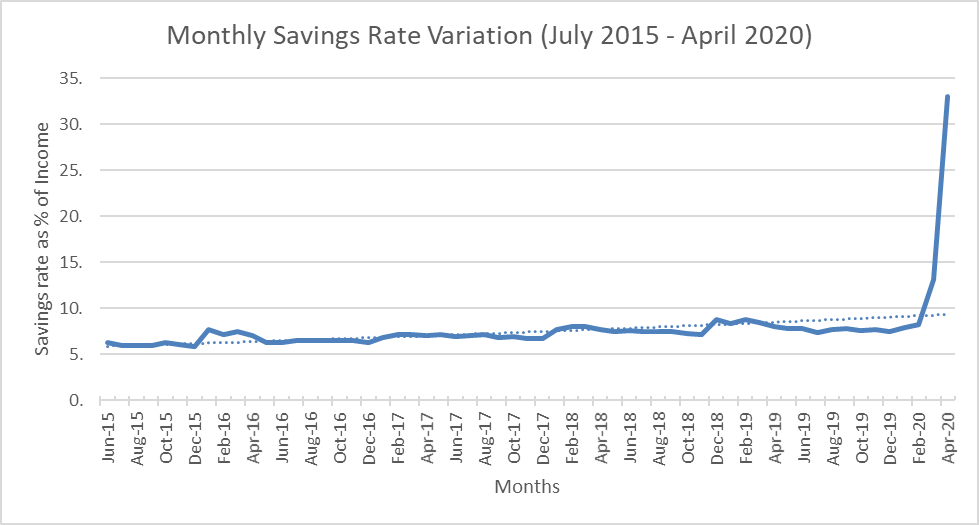 Monthly Savings Rate Variation (July 2015 - April 2020)
Savings rate as % of Income
35.
30.
25.
20.
15.
10.
5.
0.
Jun-15
Aug-15
Oct-15
Dec-15
Feb-16
Apr-16
Jun-16
Aug-16
Oct-16
Dec-16
Feb-17
Apr-17
Jun-17
Aug-17
Oct-17
Dec-17
Feb-18
Apr-18
Jun-18
Aug-18
Oct-18
Dec-18
Feb-19
Apr-19
Jun-19
Aug-19
Oct-19
Dec-19
Feb-20
Apr-20
Months